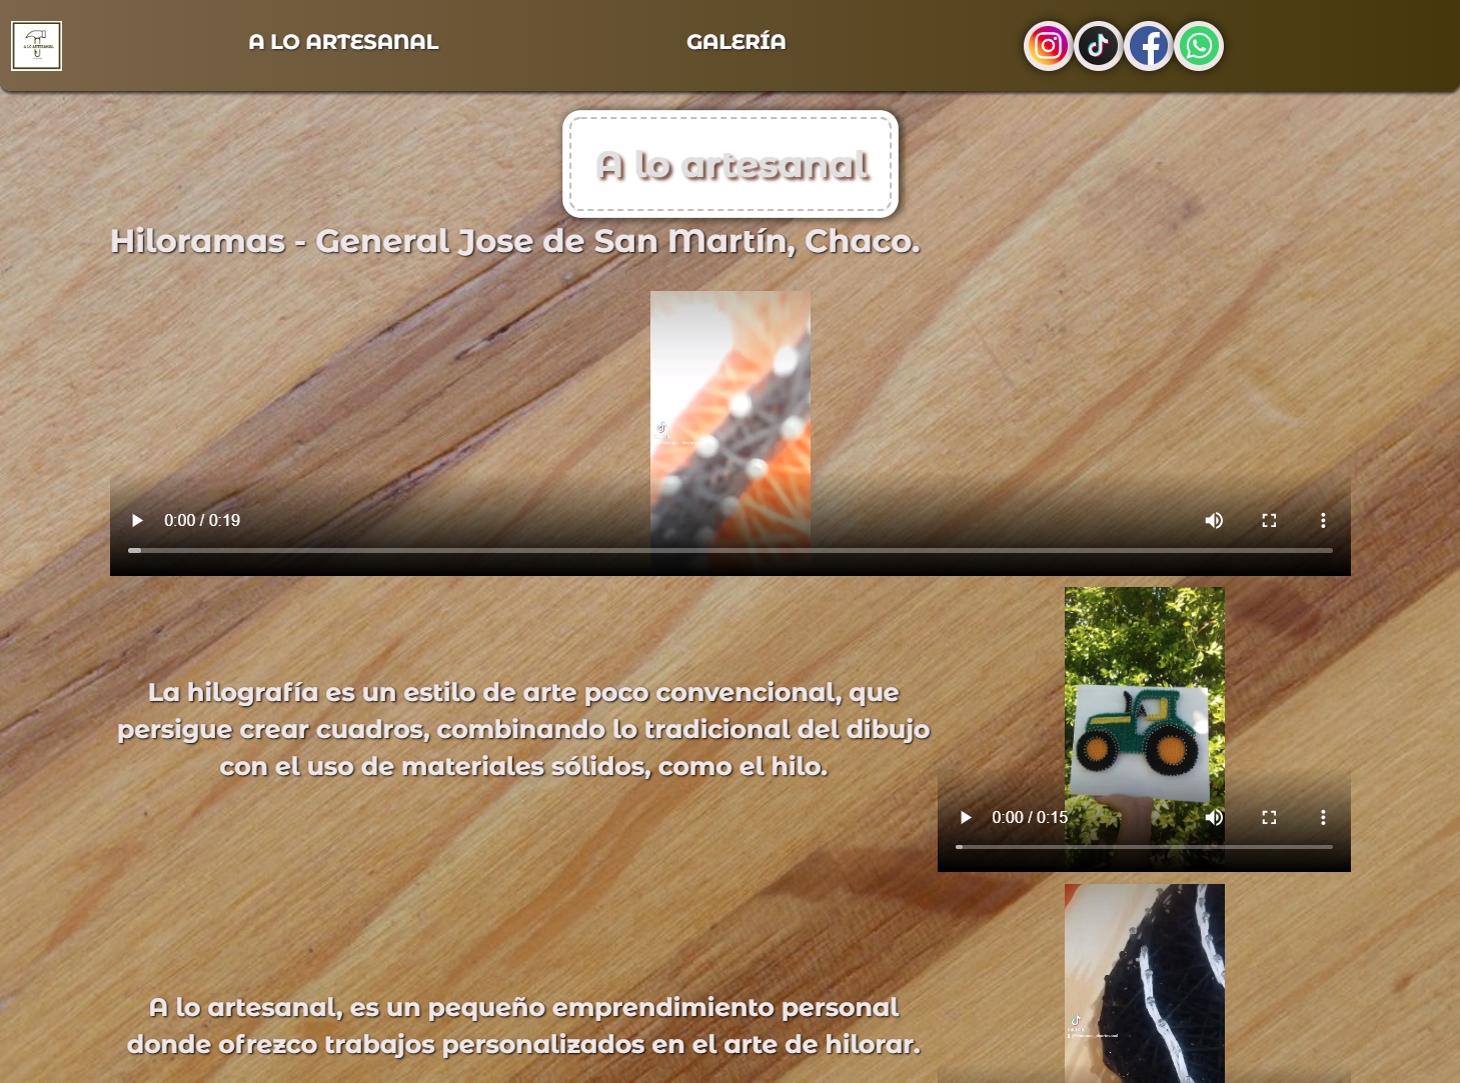 A LO ARTESANAL
A LO ARTESANAL
GALERÍA
A lo artesanal
Hiloramas - General Jose de San Martín, Chaco.
0:00 / 0:19
La hilografía es un estilo de arte poco convencional, que
persigue crear cuadros, combinando lo tradicional del dibujo
con el uso de materiales sólidos, como el hilo.
0:00 / 0:15
A lo artesanal, es un pequeño emprendimiento personal
donde ofrezco trabajos personalizados en el arte de hilorar.